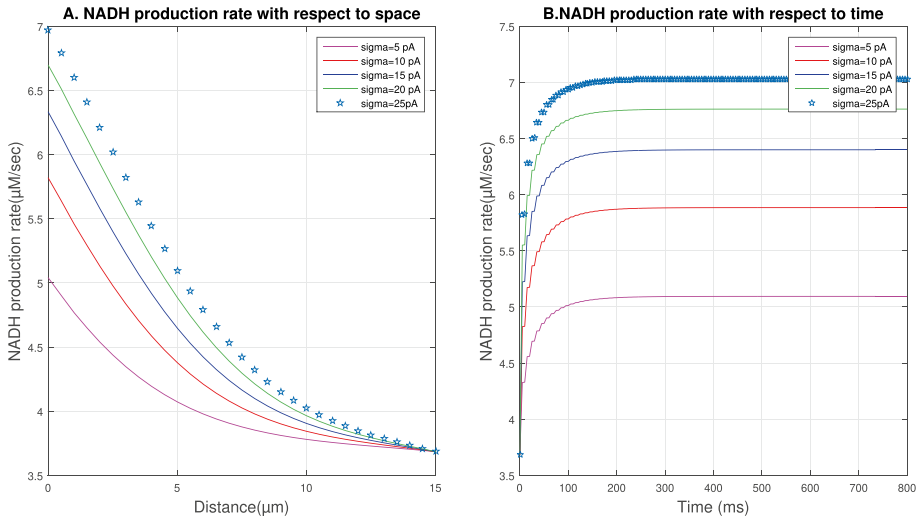 A. NADH production rate with respect to space
NADH production rate(µM/sec)
7
6.5
6
5.5
5
4.5
4
3.5
0
5
10
15
Distance(µm)
sigma=5 pA
sigma=10 pA
sigma=15 pA
sigma=20 pA
sigma=25pA
B.NADH production rate with respect to time
NADH production rate(µM/sec)
7.5
7
6.5
6
5.5
5
4.5
4
3.5
0
100
200
300
400
500
600
700
800
Time (ms)
sigma=5 pA
sigma=10 pA
sigma=15 pA
sigma=20 pA
sigma=25pA